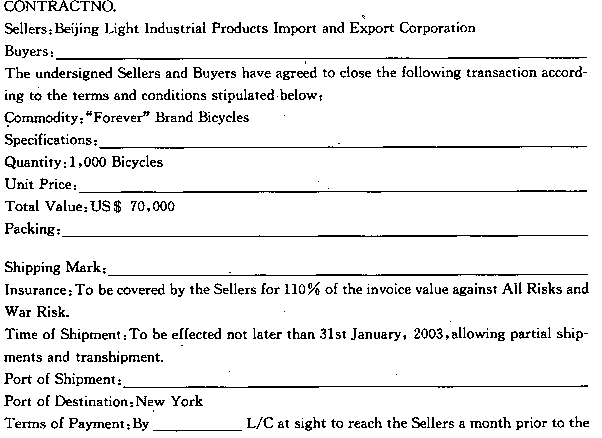 CONTRACTNO.
Sellers:Beijing Light Industrial Products Import and Export Corporation
Buyers:
The undersigned Sellers and Buyers have agreed to close the following transaction accord-
ing to the terms and conditions stipulated below:
Commodity:"Forever" Brand Bicycles
Specifications:
Quantity:1,000 Bicycles
Unit Price:
Total Value:US$ 70,000
Packing:
Shipping Mark:
Insurance:To be covered by the Sellers for 110% of the invoice value against All Risks and
War Risk.
Time of Shipment:To be effected not later than 31st January, 2003,allowing partial ship-
ments and transhipment.
Port of Shipment:
Port of Destination:New York
Terms of Payment:By __________ L/C at sight to reach the Sellers a month prior to the